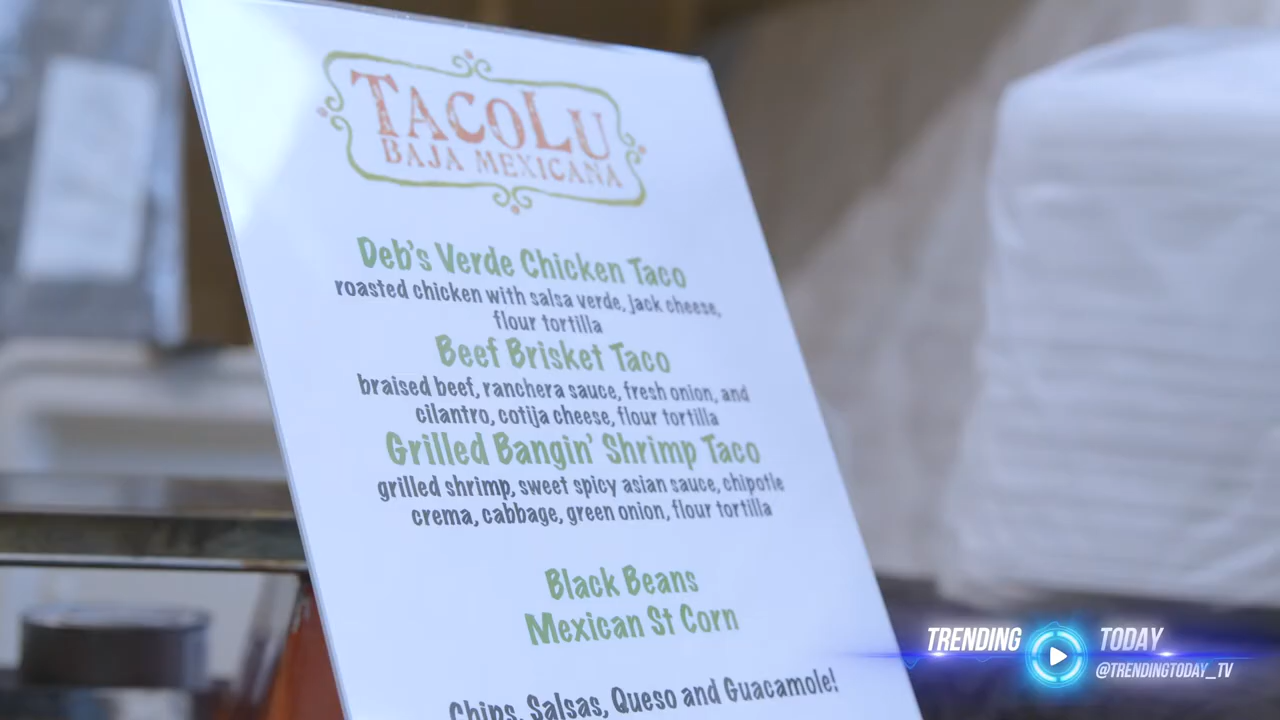 TACOLU
BAJA MEXICANA
Deb's Verde Chicken Taco
roasted chicken with salsa verde, jack cheese,
flour tortilla
Beef Brisket Taco
braised beef, ranchera sauce, fresh onion, and
cilantro, cotija cheese, flour tortilla
Grilled Bangin' Shrimp Taco
grilled shrimp, sweet spicy asian sauce, chipotle
crema, cabbage, green onion, flour tortilla
Black Beans
Mexican St Corn
Chips, Salsas, Queso and Guacamole!
TRENDING TODAY
@TRENDINGTODAY_TV